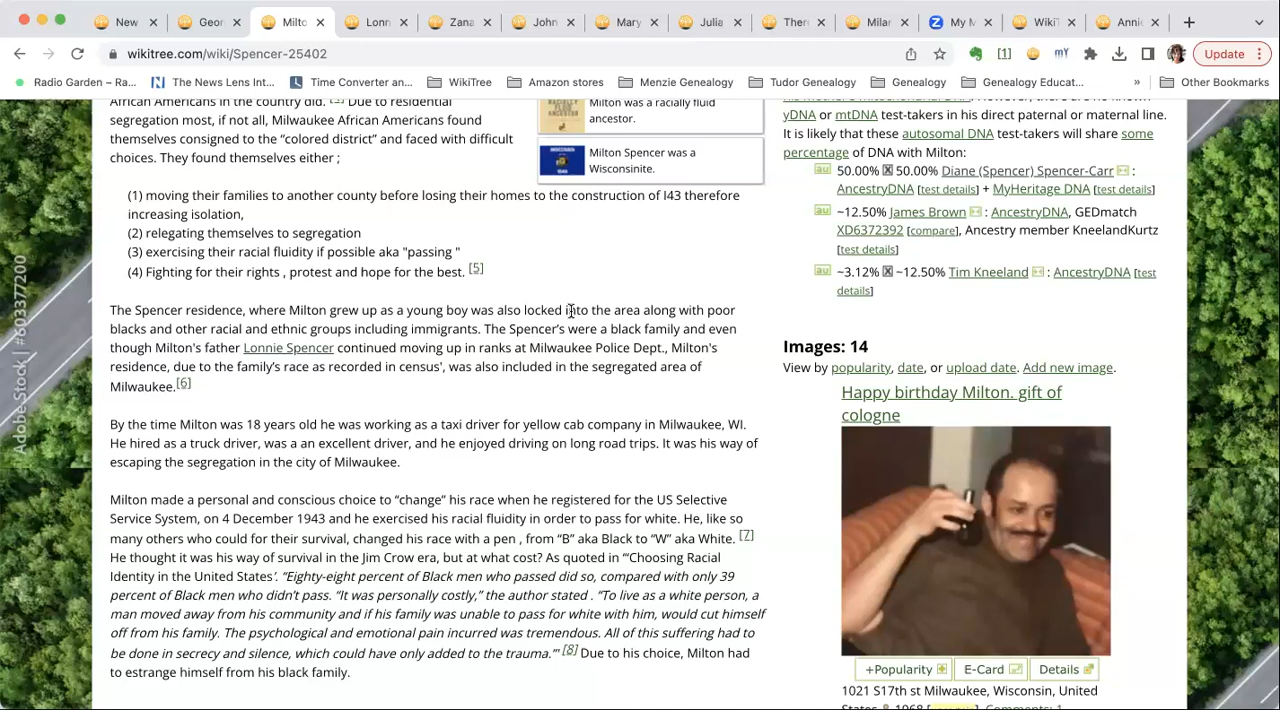 New
Geor
Milto
Lonn
Zana
John
Mary
Julia
Ther
Milar
My M
WikiT
Anni
wikitree.com/wiki/Spencer-25402
Update
Radio Garden – Ra...
The News Lens Int...
Time Converter an...
WikiTree
Amazon stores
Menzie Genealogy
Tudor Genealogy
Genealogy
Genealogy Educat...
»
Other Bookmarks
African Americans in the country did. Due to residential
segregation most, if not all, Milwaukee African Americans found
themselves consigned to the “colored district” and faced with difficult
choices. They found themselves either ;
Milton was a racially fluid
ancestor.
Milton Spencer was a
Wisconsinite.
(1) moving their families to another county before losing their homes to the construction of I43 therefore
increasing isolation,
(2) relegating themselves to segregation
(3) exercising their racial fluidity if possible aka "passing "
(4) Fighting for their rights , protest and hope for the best. [5]
The Spencer residence, where Milton grew up as a young boy was also locked into the area along with poor
blacks and other racial and ethnic groups including immigrants. The Spencer’s were a black family and even
though Milton's father Lonnie Spencer continued moving up in ranks at Milwaukee Police Dept., Milton's
residence, due to the family’s race as recorded in census', was also included in the segregated area of
Milwaukee.[6]
By the time Milton was 18 years old he was working as a taxi driver for yellow cab company in Milwaukee, WI.
He hired as a truck driver, was a an excellent driver, and he enjoyed driving on long road trips. It was his way of
escaping the segregation in the city of Milwaukee.
Milton made a personal and conscious choice to “change” his race when he registered for the US Selective
Service System, on 4 December 1943 and he exercised his racial fluidity in order to pass for white. He, like so
many others who could for their survival, changed his race with a pen , from “B” aka Black to “W” aka White. [7]
He thought it was his way of survival in the Jim Crow era, but at what cost? As quoted in “‘Choosing Racial
Identity in the United States’. “Eighty-eight percent of Black men who passed did so, compared with only 39
percent of Black men who didn’t pass. “It was personally costly,” the author stated . “To live as a white person, a
man moved away from his community and if his family was unable to pass for white with him, would cut himself
off from his family. The psychological and emotional pain incurred was tremendous. All of this suffering had to
be done in secrecy and silence, which could have only added to the trauma.”’ [8] Due to his choice, Milton had
to estrange himself from his black family.
yDNA or mtDNA test-takers in his direct paternal or maternal line.
It is likely that these autosomal DNA test-takers will share some
percentage of DNA with Milton:
50.00% 50.00% Diane (Spencer) Spencer-Carr :
AncestryDNA [test details] + MyHeritage DNA [test details]
~12.50% James Brown : AncestryDNA, GEDmatch
XD6372392 [compare], Ancestry member KneelandKurtz
[test details]
~3.12% ~12.50% Tim Kneeland : AncestryDNA [test
details]
Images: 14
View by popularity, date, or upload date. Add new image.
Happy birthday Milton. gift of
cologne
+Popularity
E-Card
Details
1021 S17th st Milwaukee, Wisconsin, United
Adobe Stock | #603377200